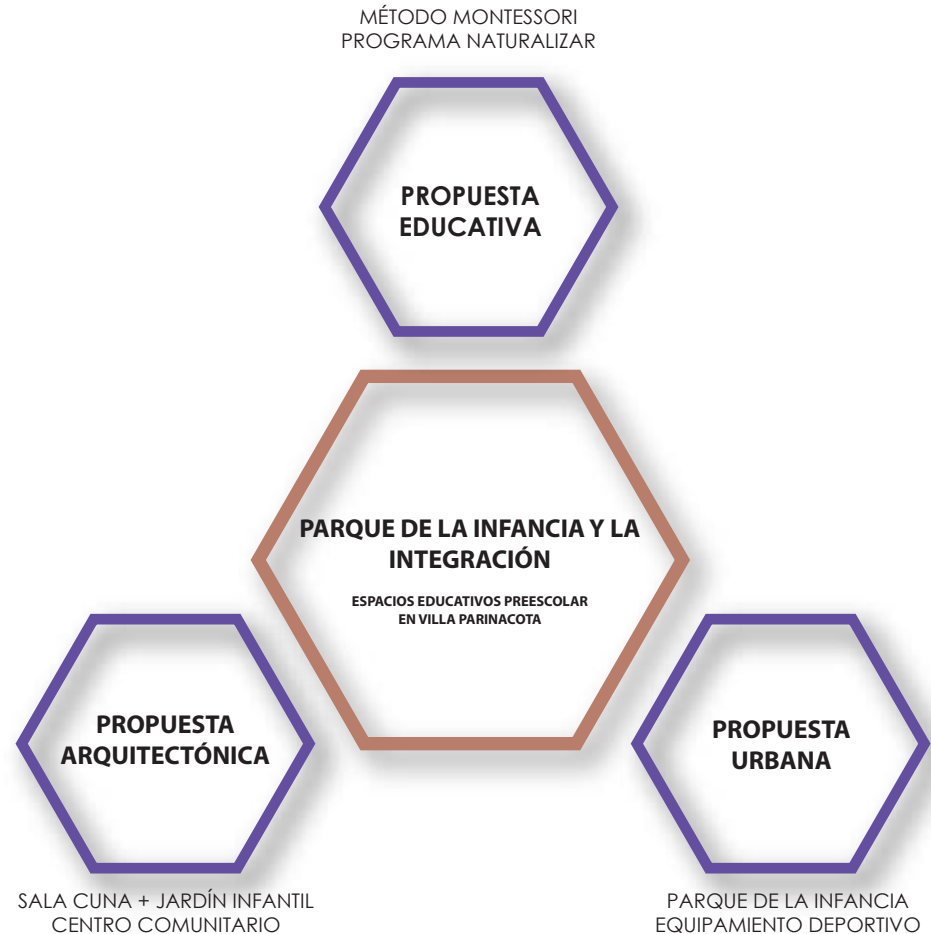 MÉTODO MONTESSORI
PROGRAMA NATURALIZAR
PROPUESTA
EDUCATIVA
PARQUE DE LA INFANCIA Y LA
INTEGRACIÓN
ESPACIOS EDUCATIVOS PREESCOLAR
EN VILLA PARINACOTA
PROPUESTA
ARQUITECTÓNICA
SALA CUNA + JARDÍN INFANTIL
CENTRO COMUNITARIO
PROPUESTA
URBANA
PARQUE DE LA INFANCIA
EQUIPAMIENTO DEPORTIVO